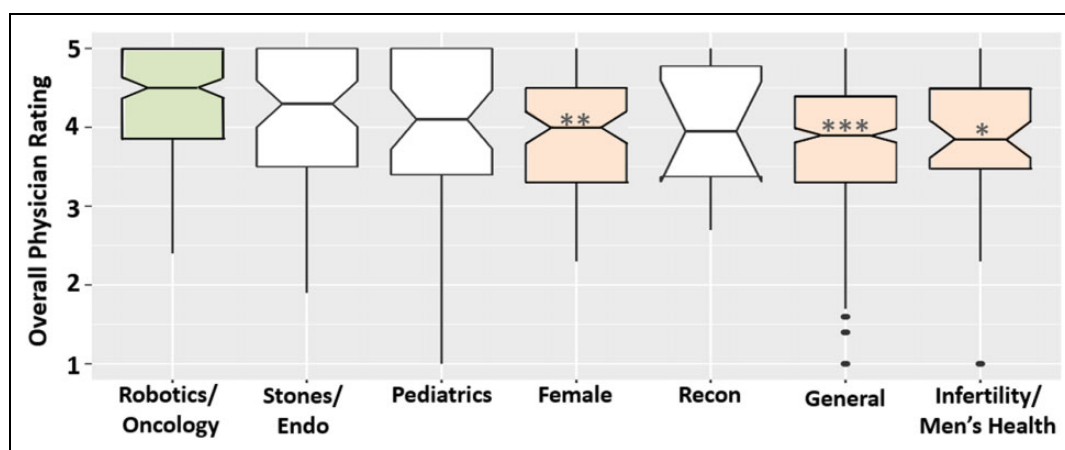 Overall Physician Rating
5
4
3
2
1
**
***
*
Robotics/
Oncology
Stones/
Endo
Pediatrics
Female
Recon
General
Infertility/
Men's Health